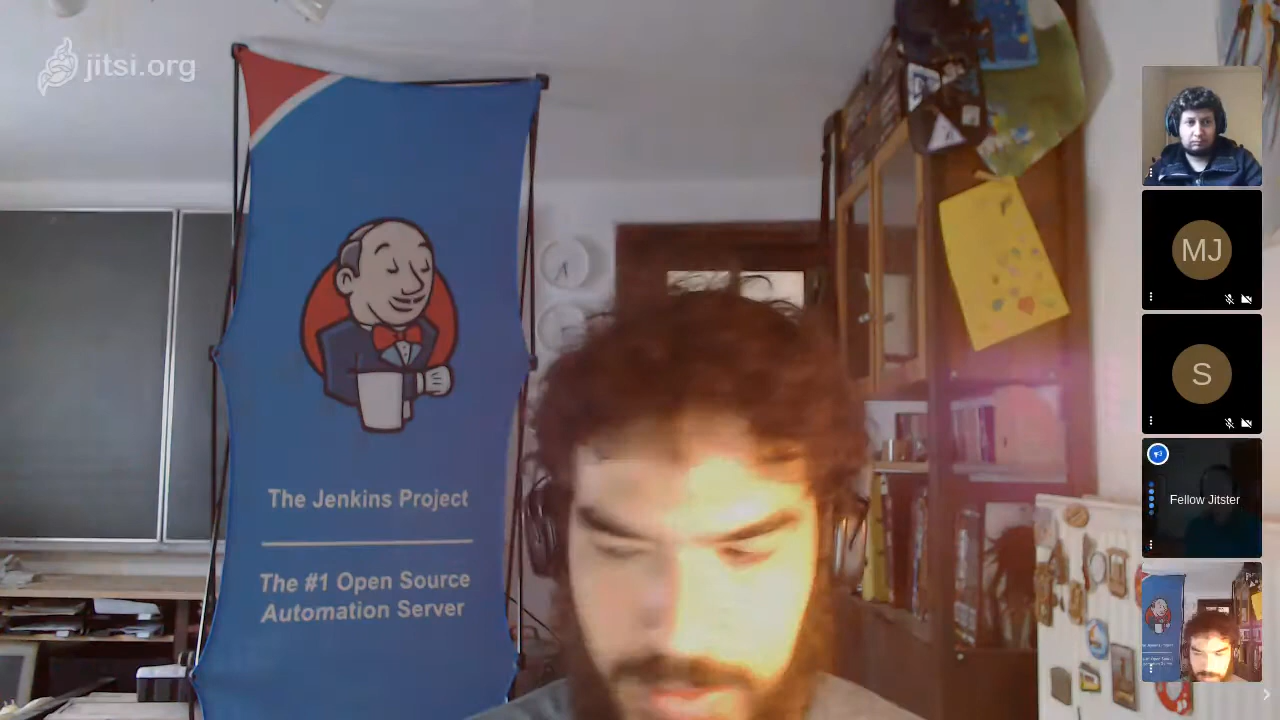 jitsi.org
The Jenkins Project
The #1 Open Source
Automation Server
MJ
S
Fellow Jitster